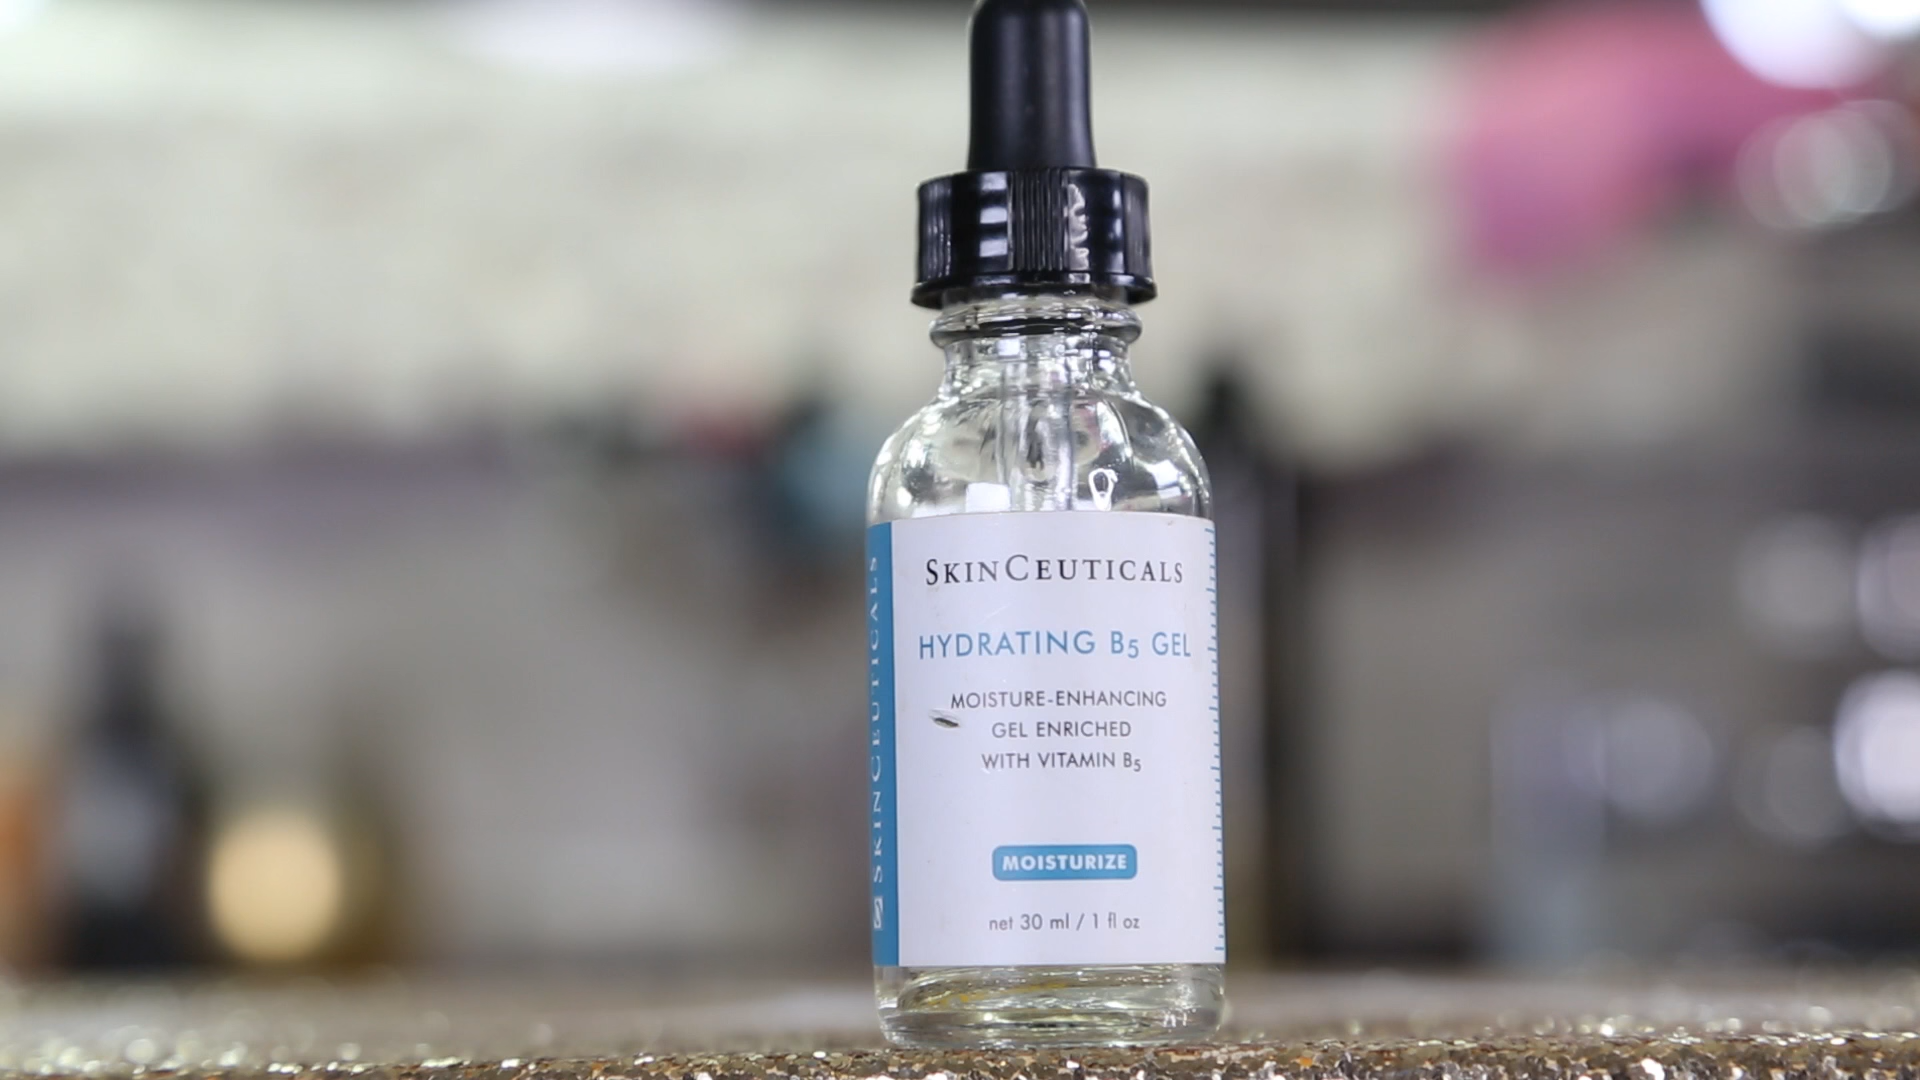 SKINCEUTICALS
HYDRATING B5 GEL
MOISTURE-ENHANCING
GEL ENRICHED
WITH VITAMIN B5
MOISTURIZE
net 30 ml / 1 fl oz
SKINCEUTICALS